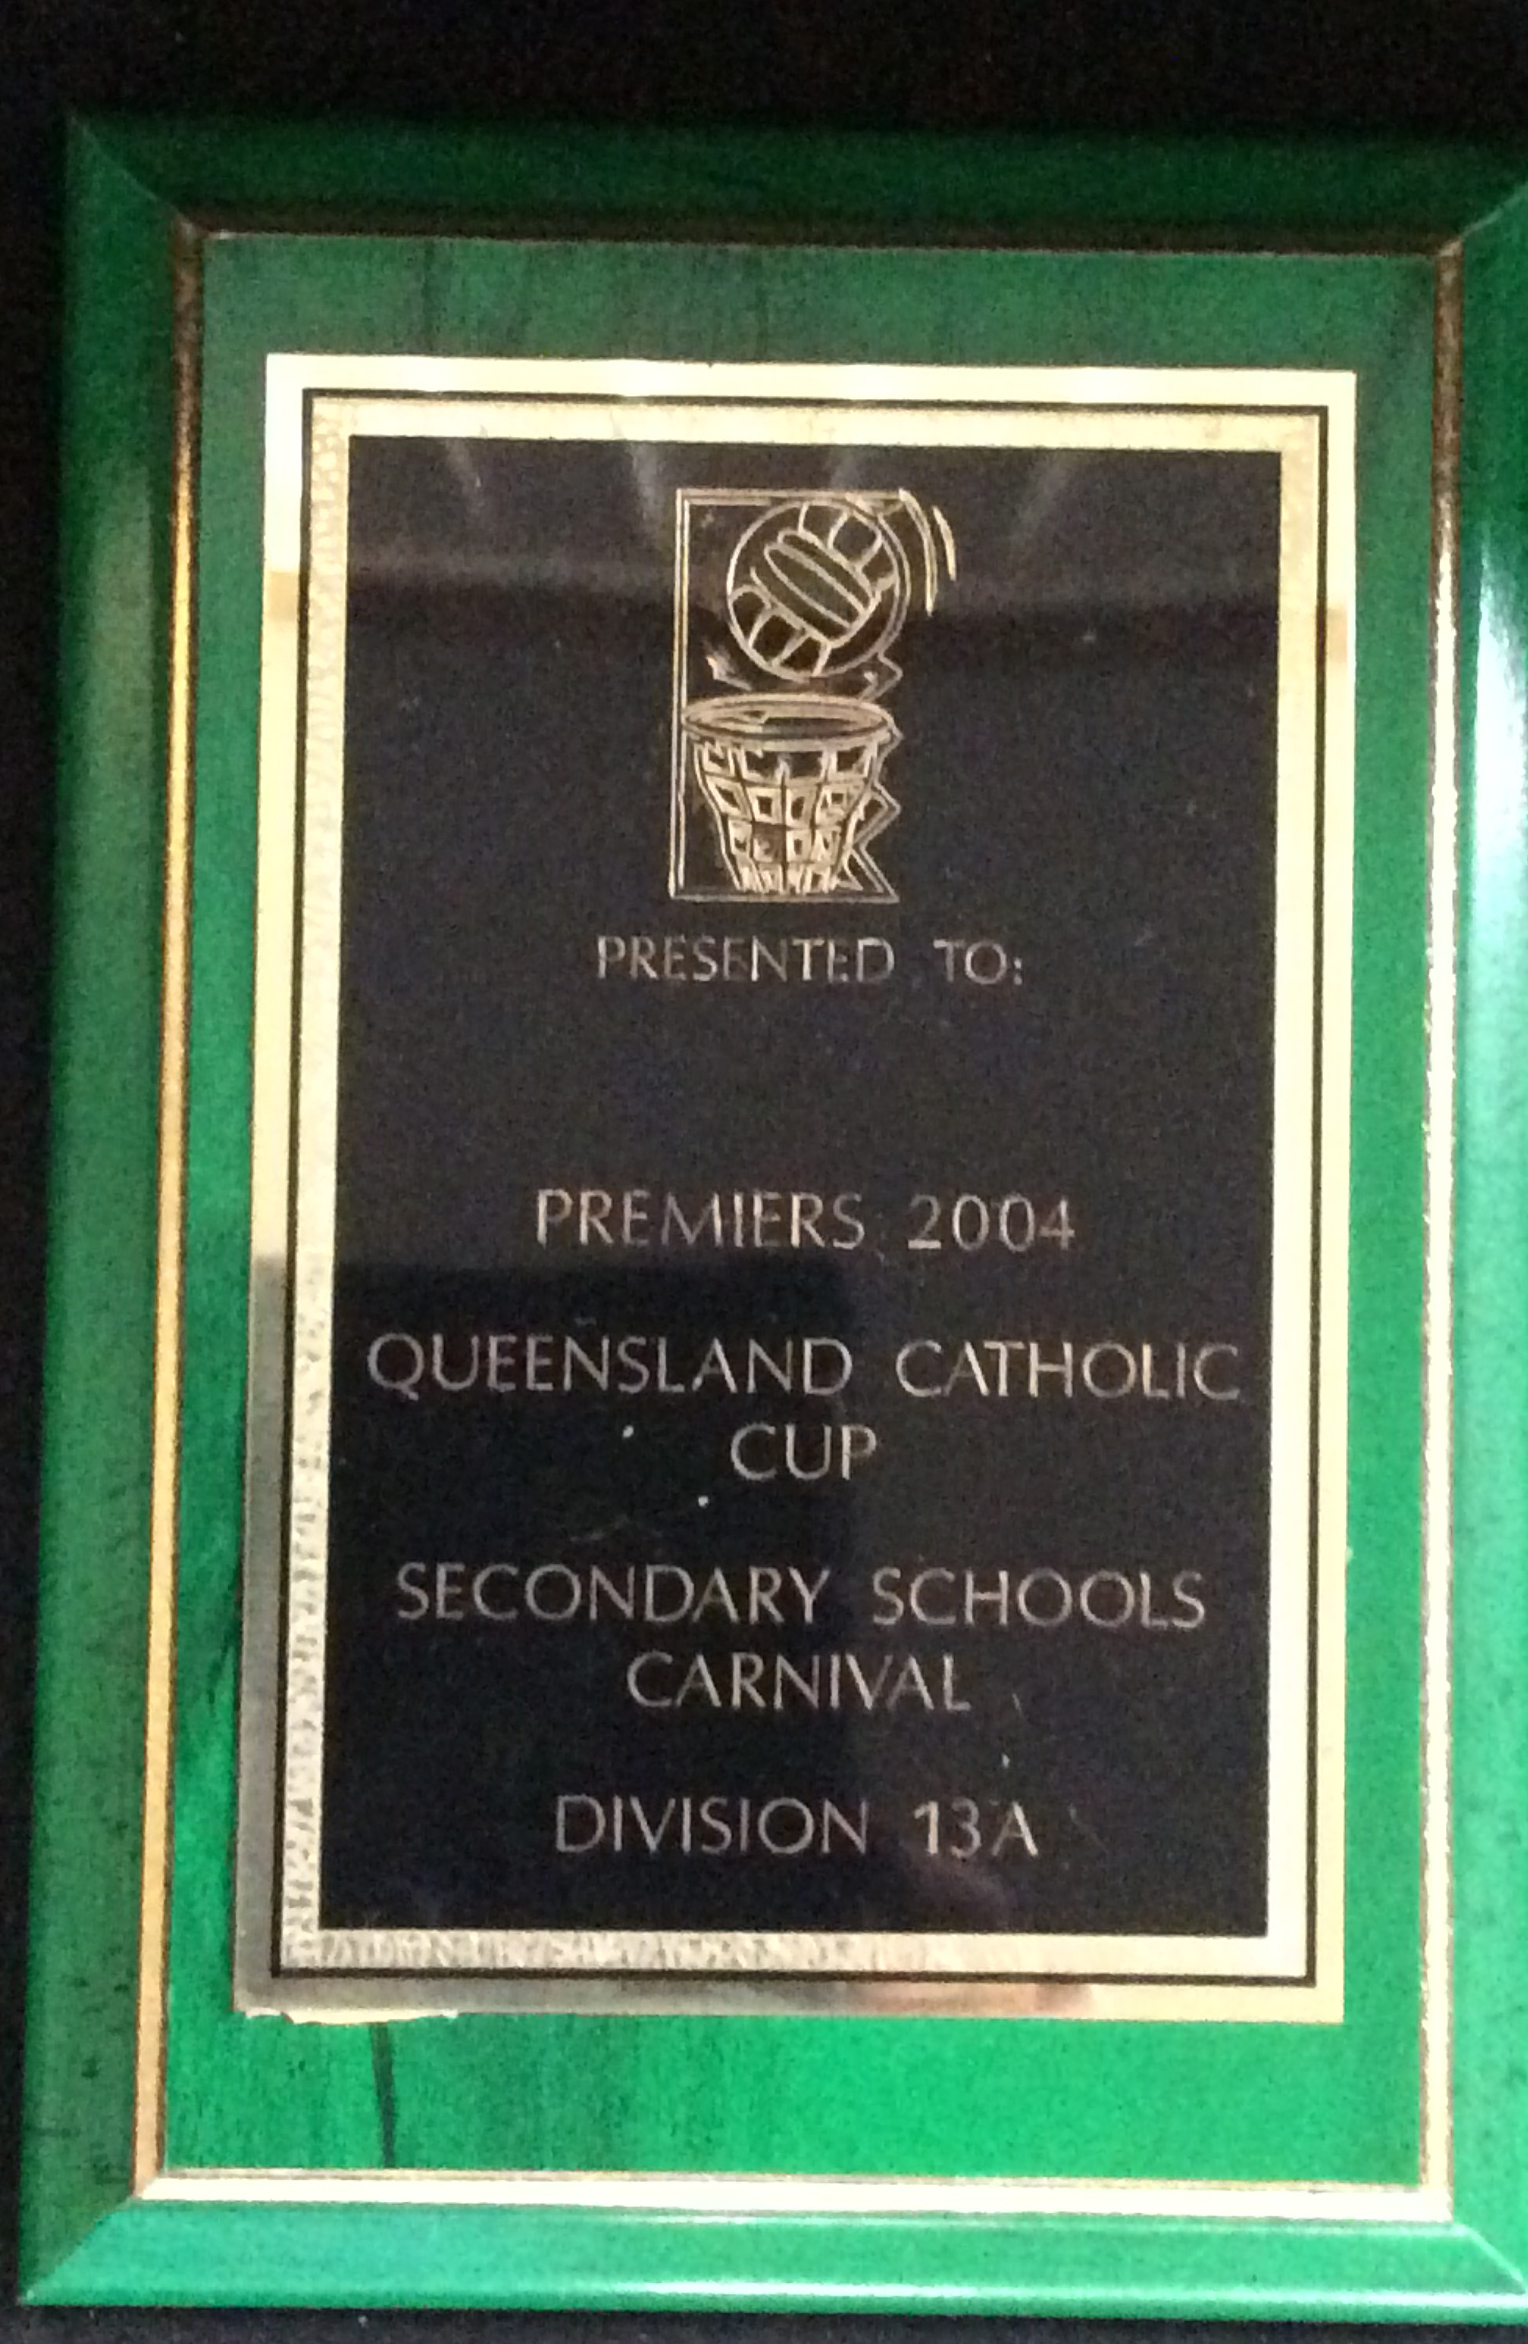 PRESENTED TO:
PREMIERS 2004
QUEENSLAND CATHOLIC
CUP
SECONDARY SCHOOLS
CARNIVAL
DIVISION 13A